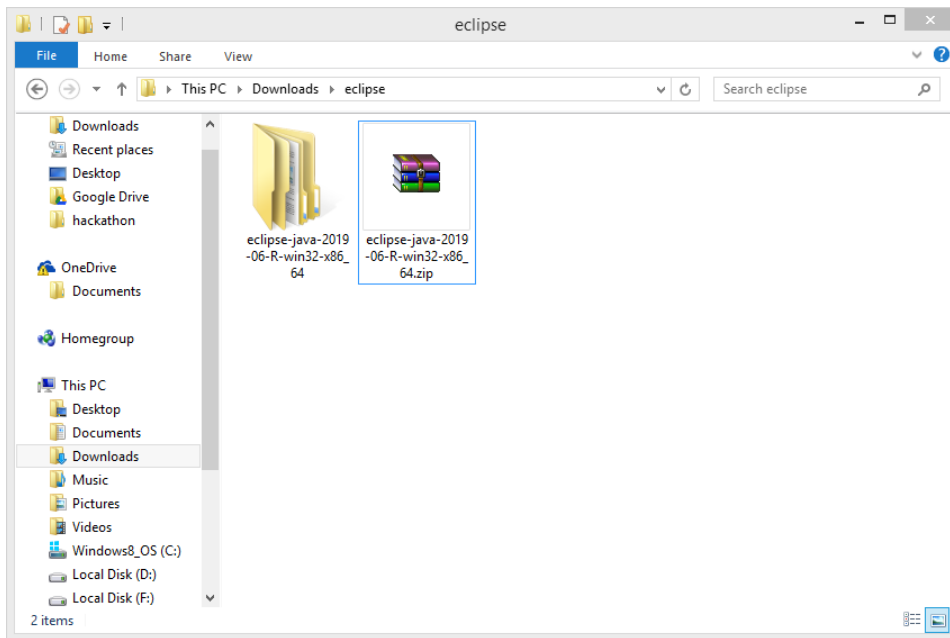 eclipse
File Home Share View
This PC Downloads eclipse
Search eclipse
Downloads
Recent places
Desktop
Google Drive
hackathon
OneDrive
Documents
Homegroup
This PC
Desktop
Documents
Downloads
Music
Pictures
Videos
Windows8_OS (C:)
Local Disk (D:)
Local Disk (F:)
eclipse-java-2019
-06-R-win32-x86_
64
eclipse-java-2019
-06-R-win32-x86_
64.zip
2 items